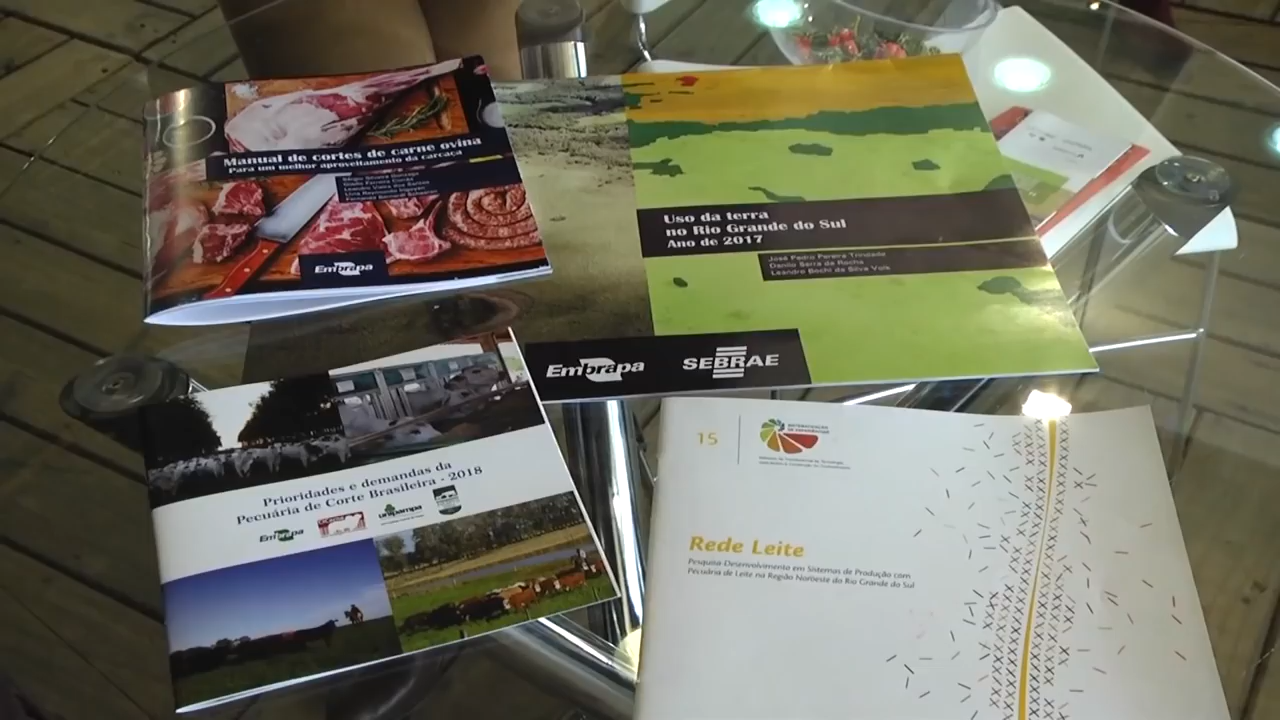 Manual de cortes de carne ovina
Para um melhor aproveitamento da carcaça
Embrapa
Uso da terra
no Rio Grande do Sul
Ano de 2017
José Pedro Pereira Trindade
Danilo Serra da Rocha
Leandro Bochi da Silva Volk
Embrapa
SEBRAE
Prioridades e demandas da
Pecuária de Corte Brasileira - 2018
Embrapa
unipampa
15
Rede Leite
Pesquisa-Desenvolvimento em Sistemas de Produção com
Pecuária de Leite na Região Noroeste do Rio Grande do Sul